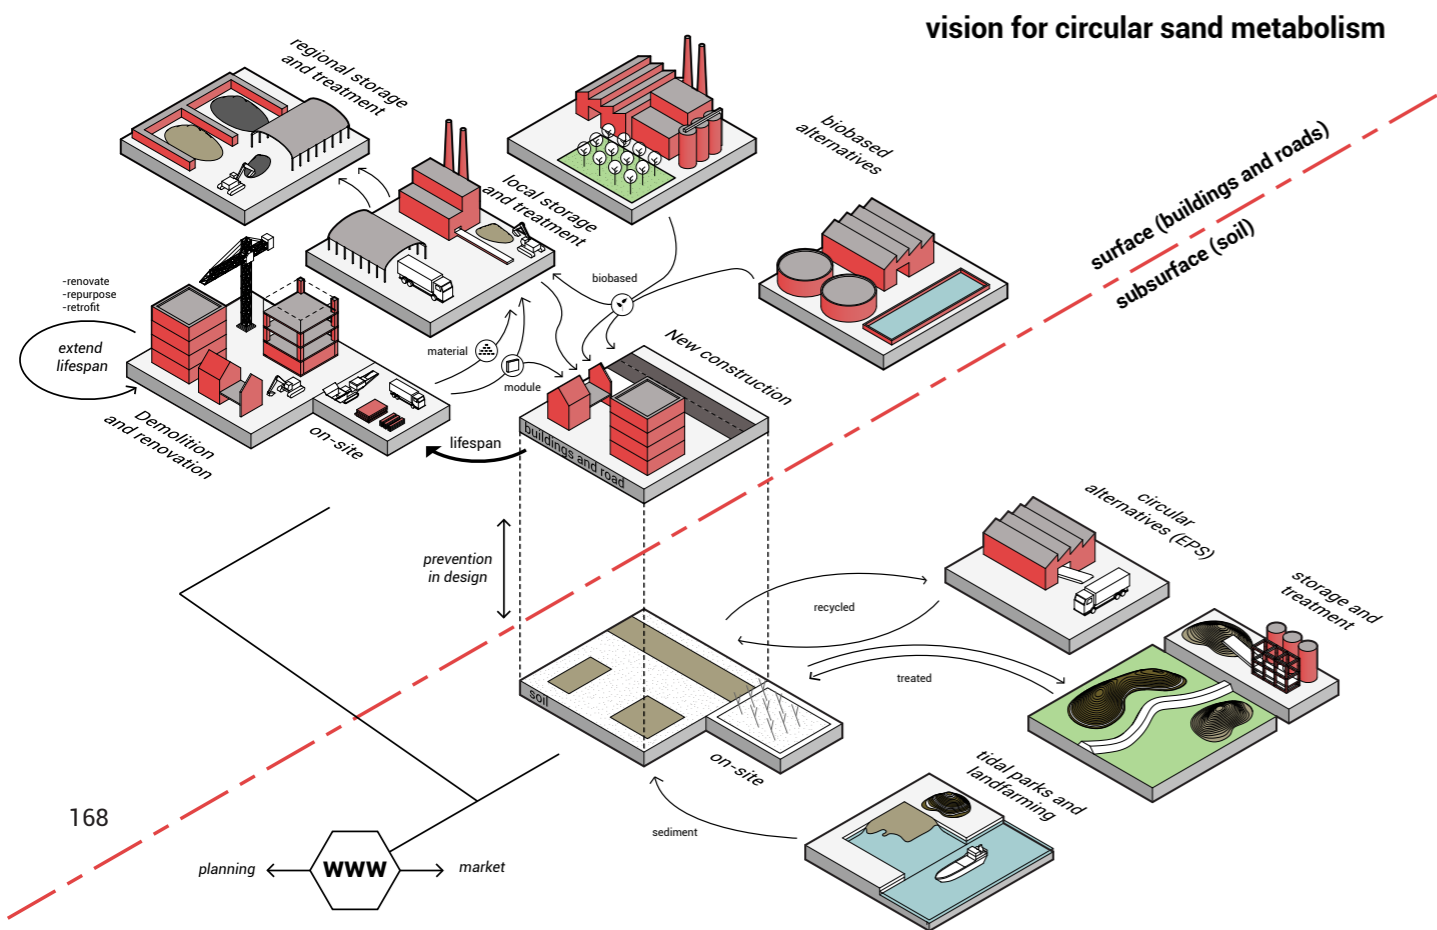 vision for circular sand metabolism
regional storage
and treatment
biobased
alternatives
local storage
and treatment
surface (buildings and roads)
subsurface (soil)
-renovate
-repurpose
-retrofit
extend
lifespan
biobased
material
module
New construction
Demolition
and renovation
on-site
lifespan
buildings and road
prevention
in design
circular
alternatives (EPS)
recycled
storage and
treatment
treated
soil
on-site
tidal parks and
landfarming
sediment
168
planning
WWW
market